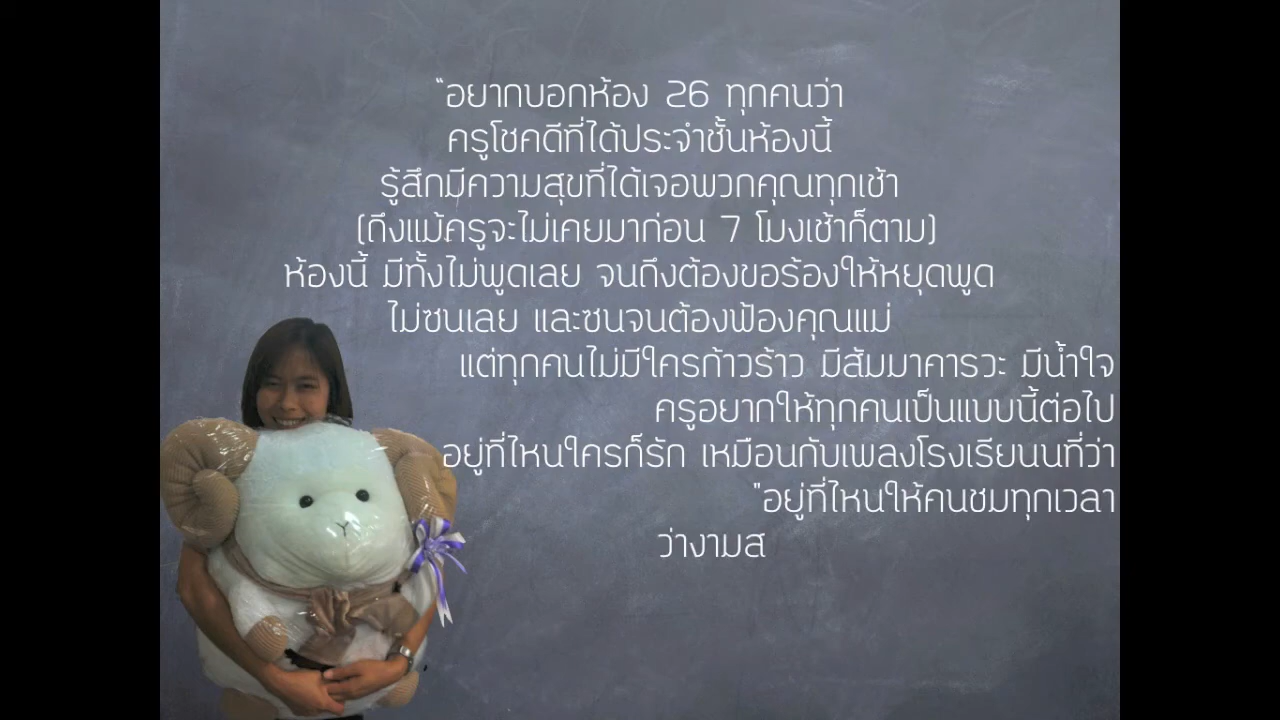 “อยากบอกห้อง 26 ทุกคนว่า
ครูโชคดีที่ได้ประจำชั้นห้องนี้
รู้สึกมีความสุขที่ได้เจอพวกคุณทุกเช้า
(ถึงแม้ครูจะไม่เคยมาก่อน 7 โมงเช้าก็ตาม)
ห้องนี้ มีทั้งไม่พูดเลย จนถึงต้องขอร้องให้หยุดพูด
ไม่ซนเลย และซนจนต้องฟ้องคุณแม่
แต่ทุกคนไม่มีใครก้าวร้าว มีสัมมาคารวะ มีน้ำใจ
ครูอยากให้ทุกคนเป็นแบบนี้ต่อไป
อยู่ที่ไหนใครก็รัก เหมือนกับเพลงโรงเรียนนที่ว่า
"อยู่ที่ไหนให้คนชมทุกเวลา
ว่างามส